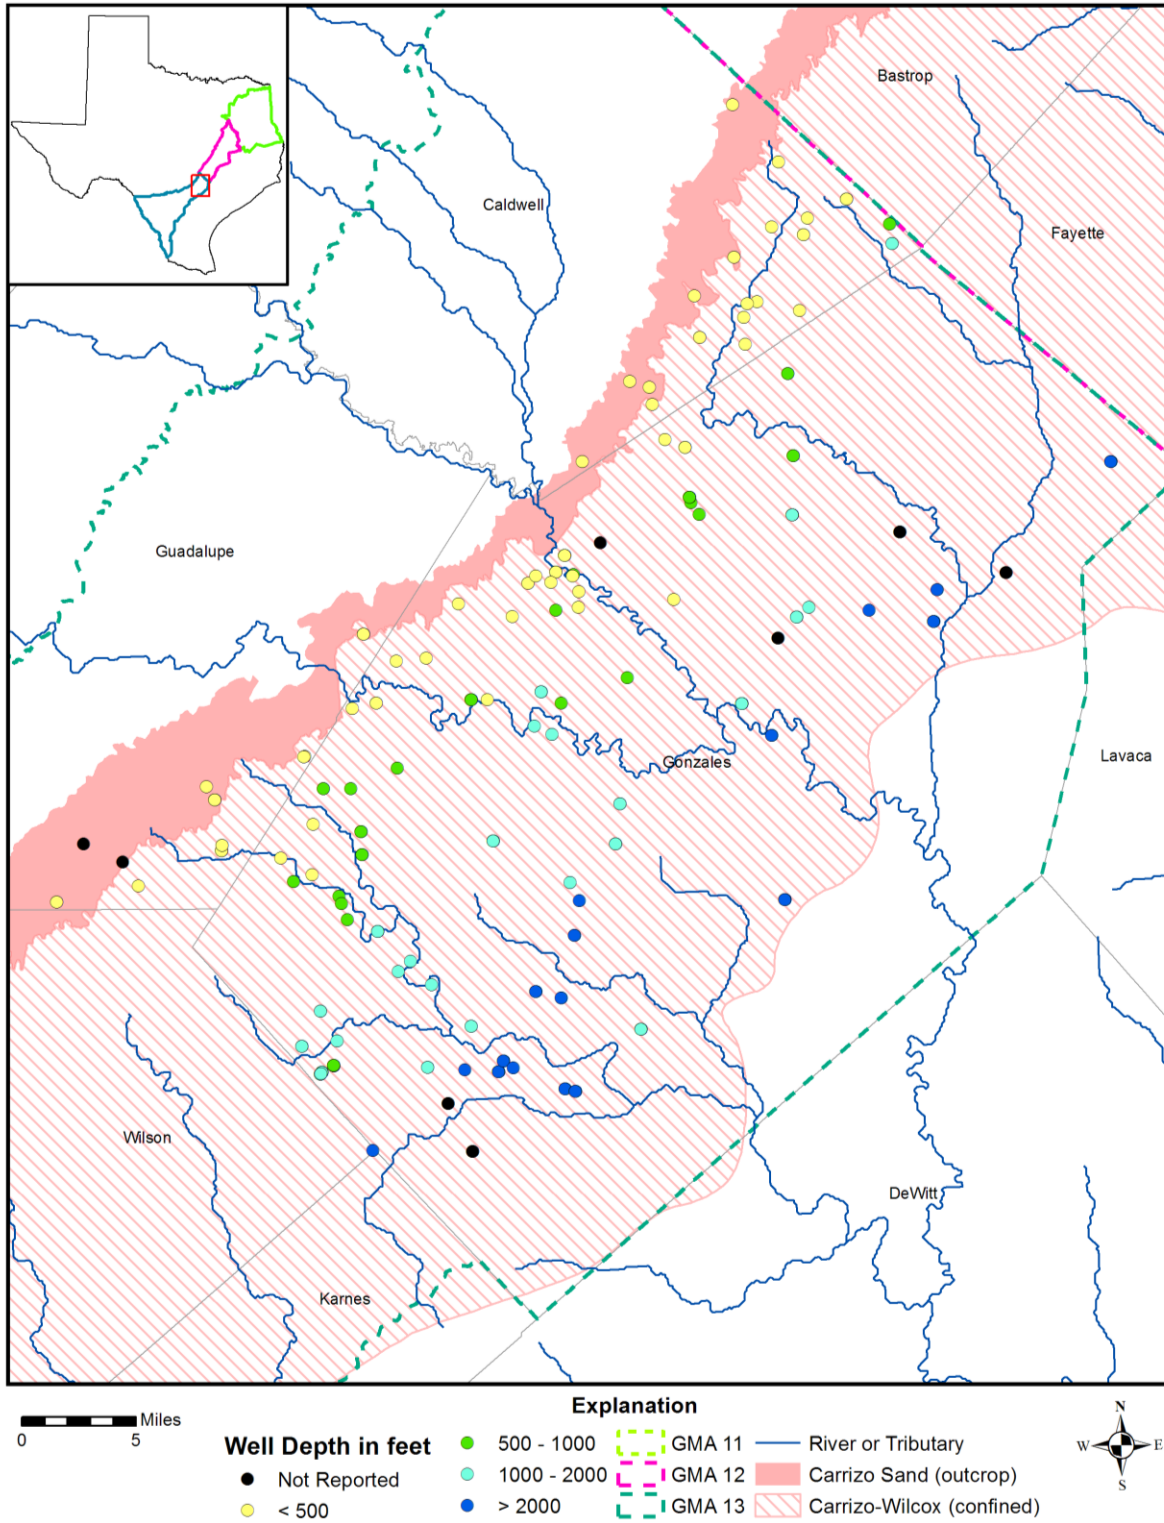 Bastrop
Caldwell
Fayette
Guadalupe
Gonzales
Lavaca
Wilson
DeWitt
Karnes
Explanation
Miles
0 5
Well Depth in feet
Not Reported
< 500
500 - 1000
1000 - 2000
> 2000
GMA 11
GMA 12
GMA 13
River or Tributary
Carrizo Sand (outcrop)
Carrizo-Wilcox (confined)
N
W E
S